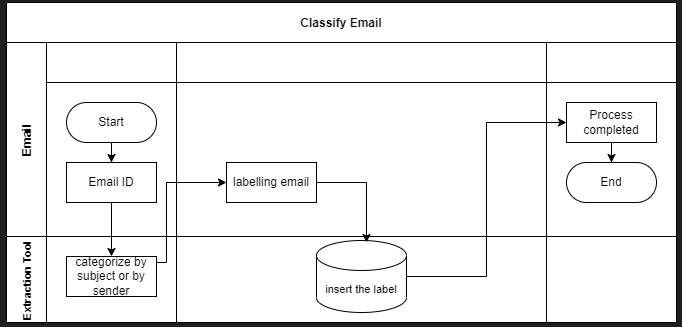 Classify Email
Email
Start
Email ID
labelling email
Process
completed
End
Extraction Tool
categorize by
subject or by
sender
insert the label